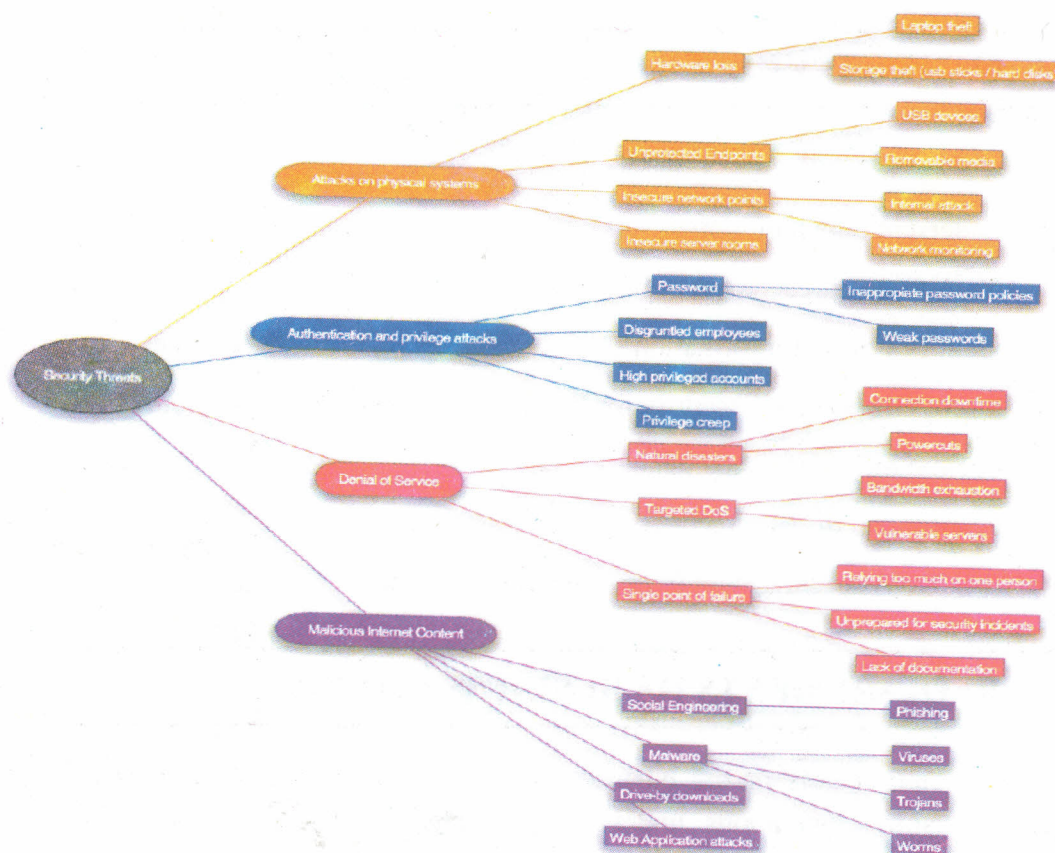 Security Threats
Attacks on physical systems
Hardware loss
Laptop theft
Storage theft (usb sticks / hard disks
Unprotected Endpoints
USB devices
Removable media
Insecure network points
Internal attack
Network monitoring
Insecure server rooms
Authentication and privilege attacks
Password
Inappropiate password policies
Weak passwords
Disgruntled employees
High privileged accounts
Privilege creep
Denial of Service
Natural disasters
Connection downtime
Powercuts
Targeted DoS
Bandwidth exhaustion
Vulnerable servers
Single point of failure
Relying too much on one person
Unprepared for security incidents
Lack of documentation
Malicious Internet Content
Social Engineering
Phishing
Malware
Viruses
Trojans
Worms
Drive-by downloads
Web Application attacks